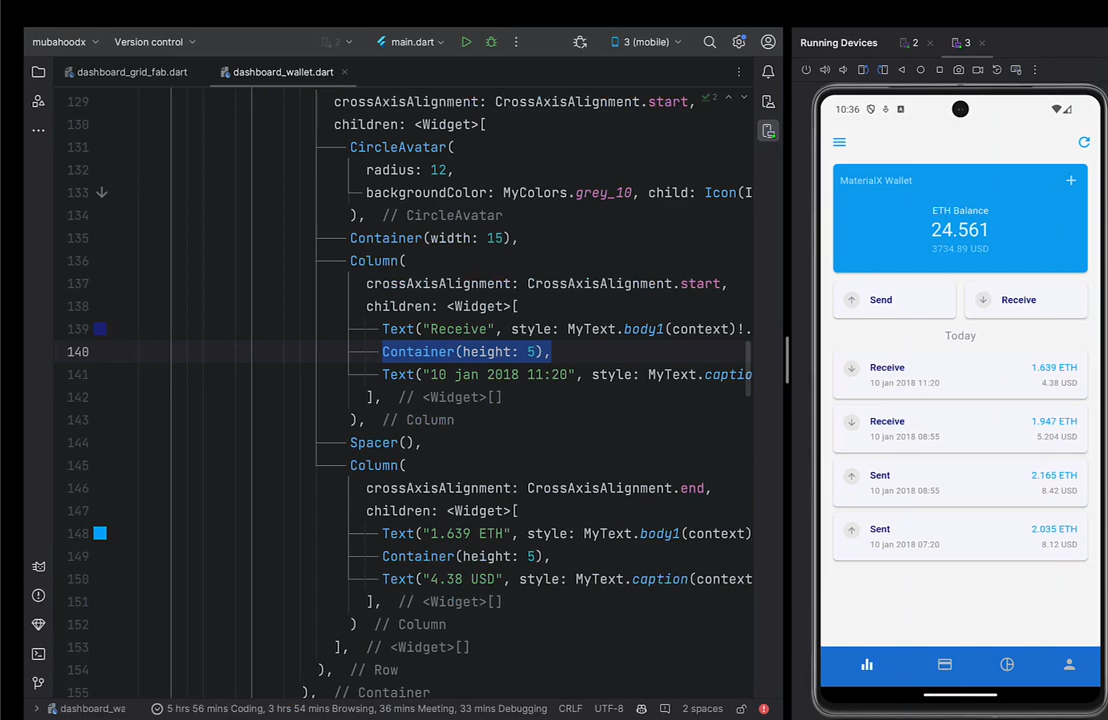 mubahoodx
Version control
2
main.dart
3 (mobile)
Running Devices
2
3
dashboard_grid_fab.dart
dashboard_wallet.dart
2
129 crossAxisAlignment: CrossAxisAlignment.start,
130 children: <Widget>[
131 CircleAvatar(
132 radius: 12,
133 backgroundColor: MyColors.grey_10, child: Icon(I
134 ), // CircleAvatar
135 Container(width: 15),
136 Column(
137 crossAxisAlignment: CrossAxisAlignment.start,
138 children: <Widget>[
139 Text("Receive", style: MyText.body1(context)!.
140 Container(height: 5),
141 Text("10 jan 2018 11:20", style: MyText.captio
142 ], // <Widget>[]
143 ), // Column
144 Spacer(),
145 Column(
146 crossAxisAlignment: CrossAxisAlignment.end,
147 children: <Widget>[
148 Text("1.639 ETH", style: MyText.body1(context)
149 Container(height: 5),
150 Text("4.38 USD", style: MyText.caption(context
151 ], // <Widget>[]
152 ) // Column
153 ], // <Widget>[]
154 ), // Row
155 ), // Container
dashboard_wa
5 hrs 56 mins Coding, 3 hrs 54 mins Browsing, 36 mins Meeting, 33 mins Debugging
CRLF
UTF-8
2 spaces
10:36
MaterialX Wallet
ETH Balance
24.561
3734.89 USD
Send
Receive
Today
Receive 1.639 ETH
10 jan 2018 11:20 4.38 USD
Receive 1.947 ETH
10 jan 2018 08:55 5.204 USD
Sent 2.165 ETH
10 jan 2018 08:55 8.42 USD
Sent 2.035 ETH
10 jan 2018 07:20 8.12 USD